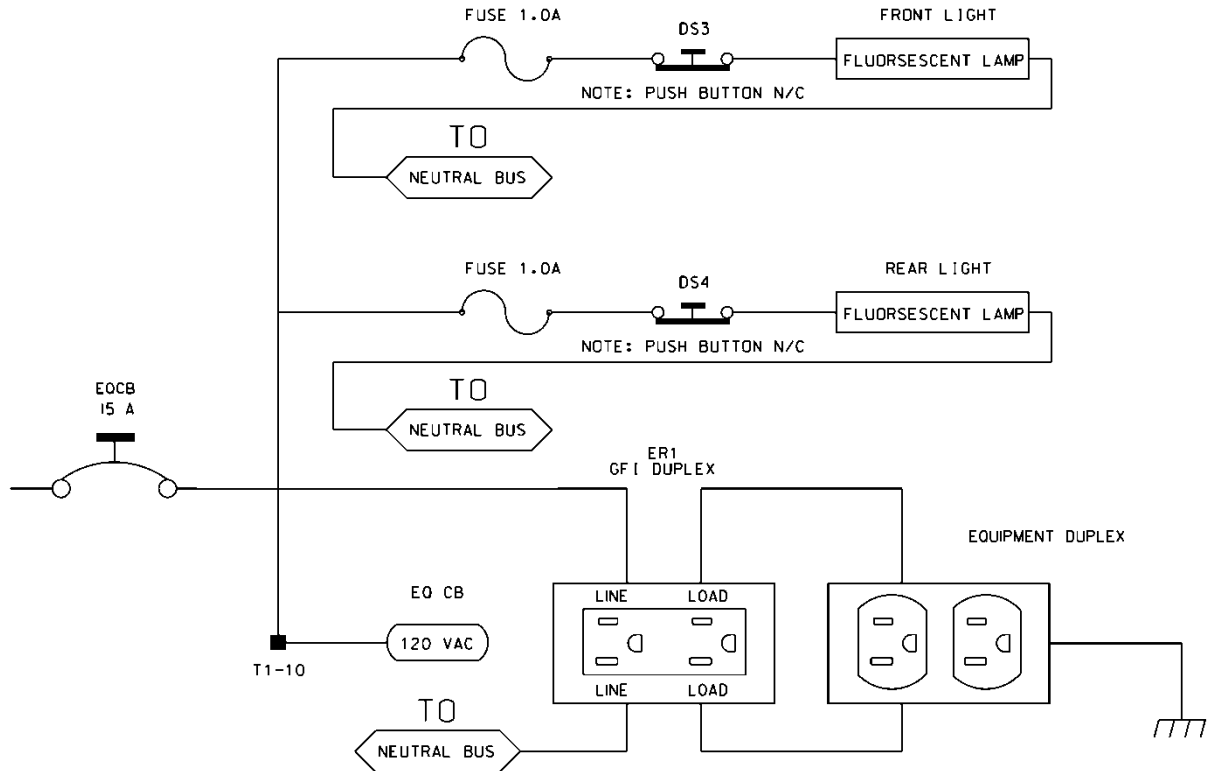 FUSE 1.0A
DS3
FRONT LIGHT
FLUORSESCENT LAMP
NOTE: PUSH BUTTON N/C
TO
NEUTRAL BUS
FUSE 1.0A
DS4
REAR LIGHT
FLUORSESCENT LAMP
NOTE: PUSH BUTTON N/C
TO
NEUTRAL BUS
EQCB
15 A
ER1
GFI DUPLEX
EQUIPMENT DUPLEX
LINE LOAD
LINE LOAD
EQ CB
120 VAC
T1-10
TO
NEUTRAL BUS